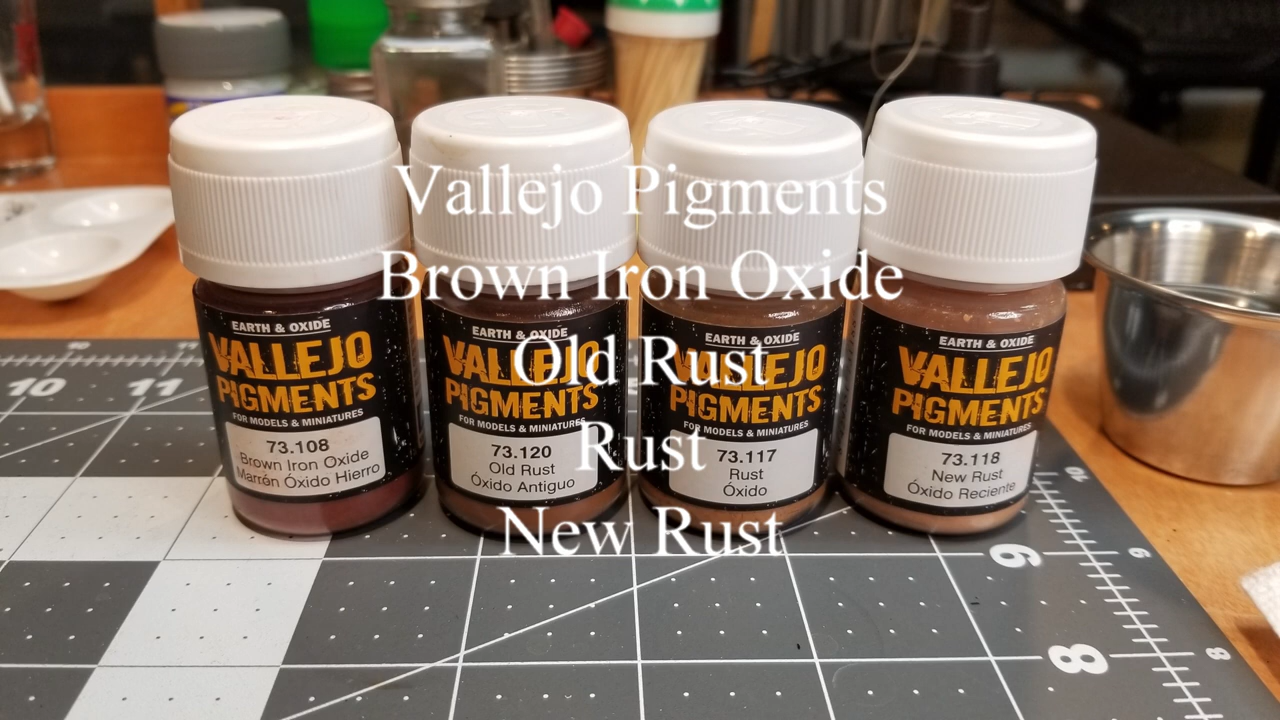 Vallejo Pigments
Brown Iron Oxide
Old Rust
Rust
New Rust
EARTH & OXIDE
VALLEJO
PIGMENTS
FOR MODELS & MINIATURES
73.108
Brown Iron Oxide
Marrón Óxido Hierro
EARTH & OXIDE
VALLEJO
PIGMENTS
FOR MODELS & MINIATURES
73.120
Old Rust
Óxido Antiguo
EARTH & OXIDE
VALLEJO
PIGMENTS
FOR MODELS & MINIATURES
73.117
Rust
Óxido
EARTH & OXIDE
VALLEJO
PIGMENTS
FOR MODELS & MINIATURES
73.118
New Rust
Óxido Reciente
10
11
10
9
9
8
8